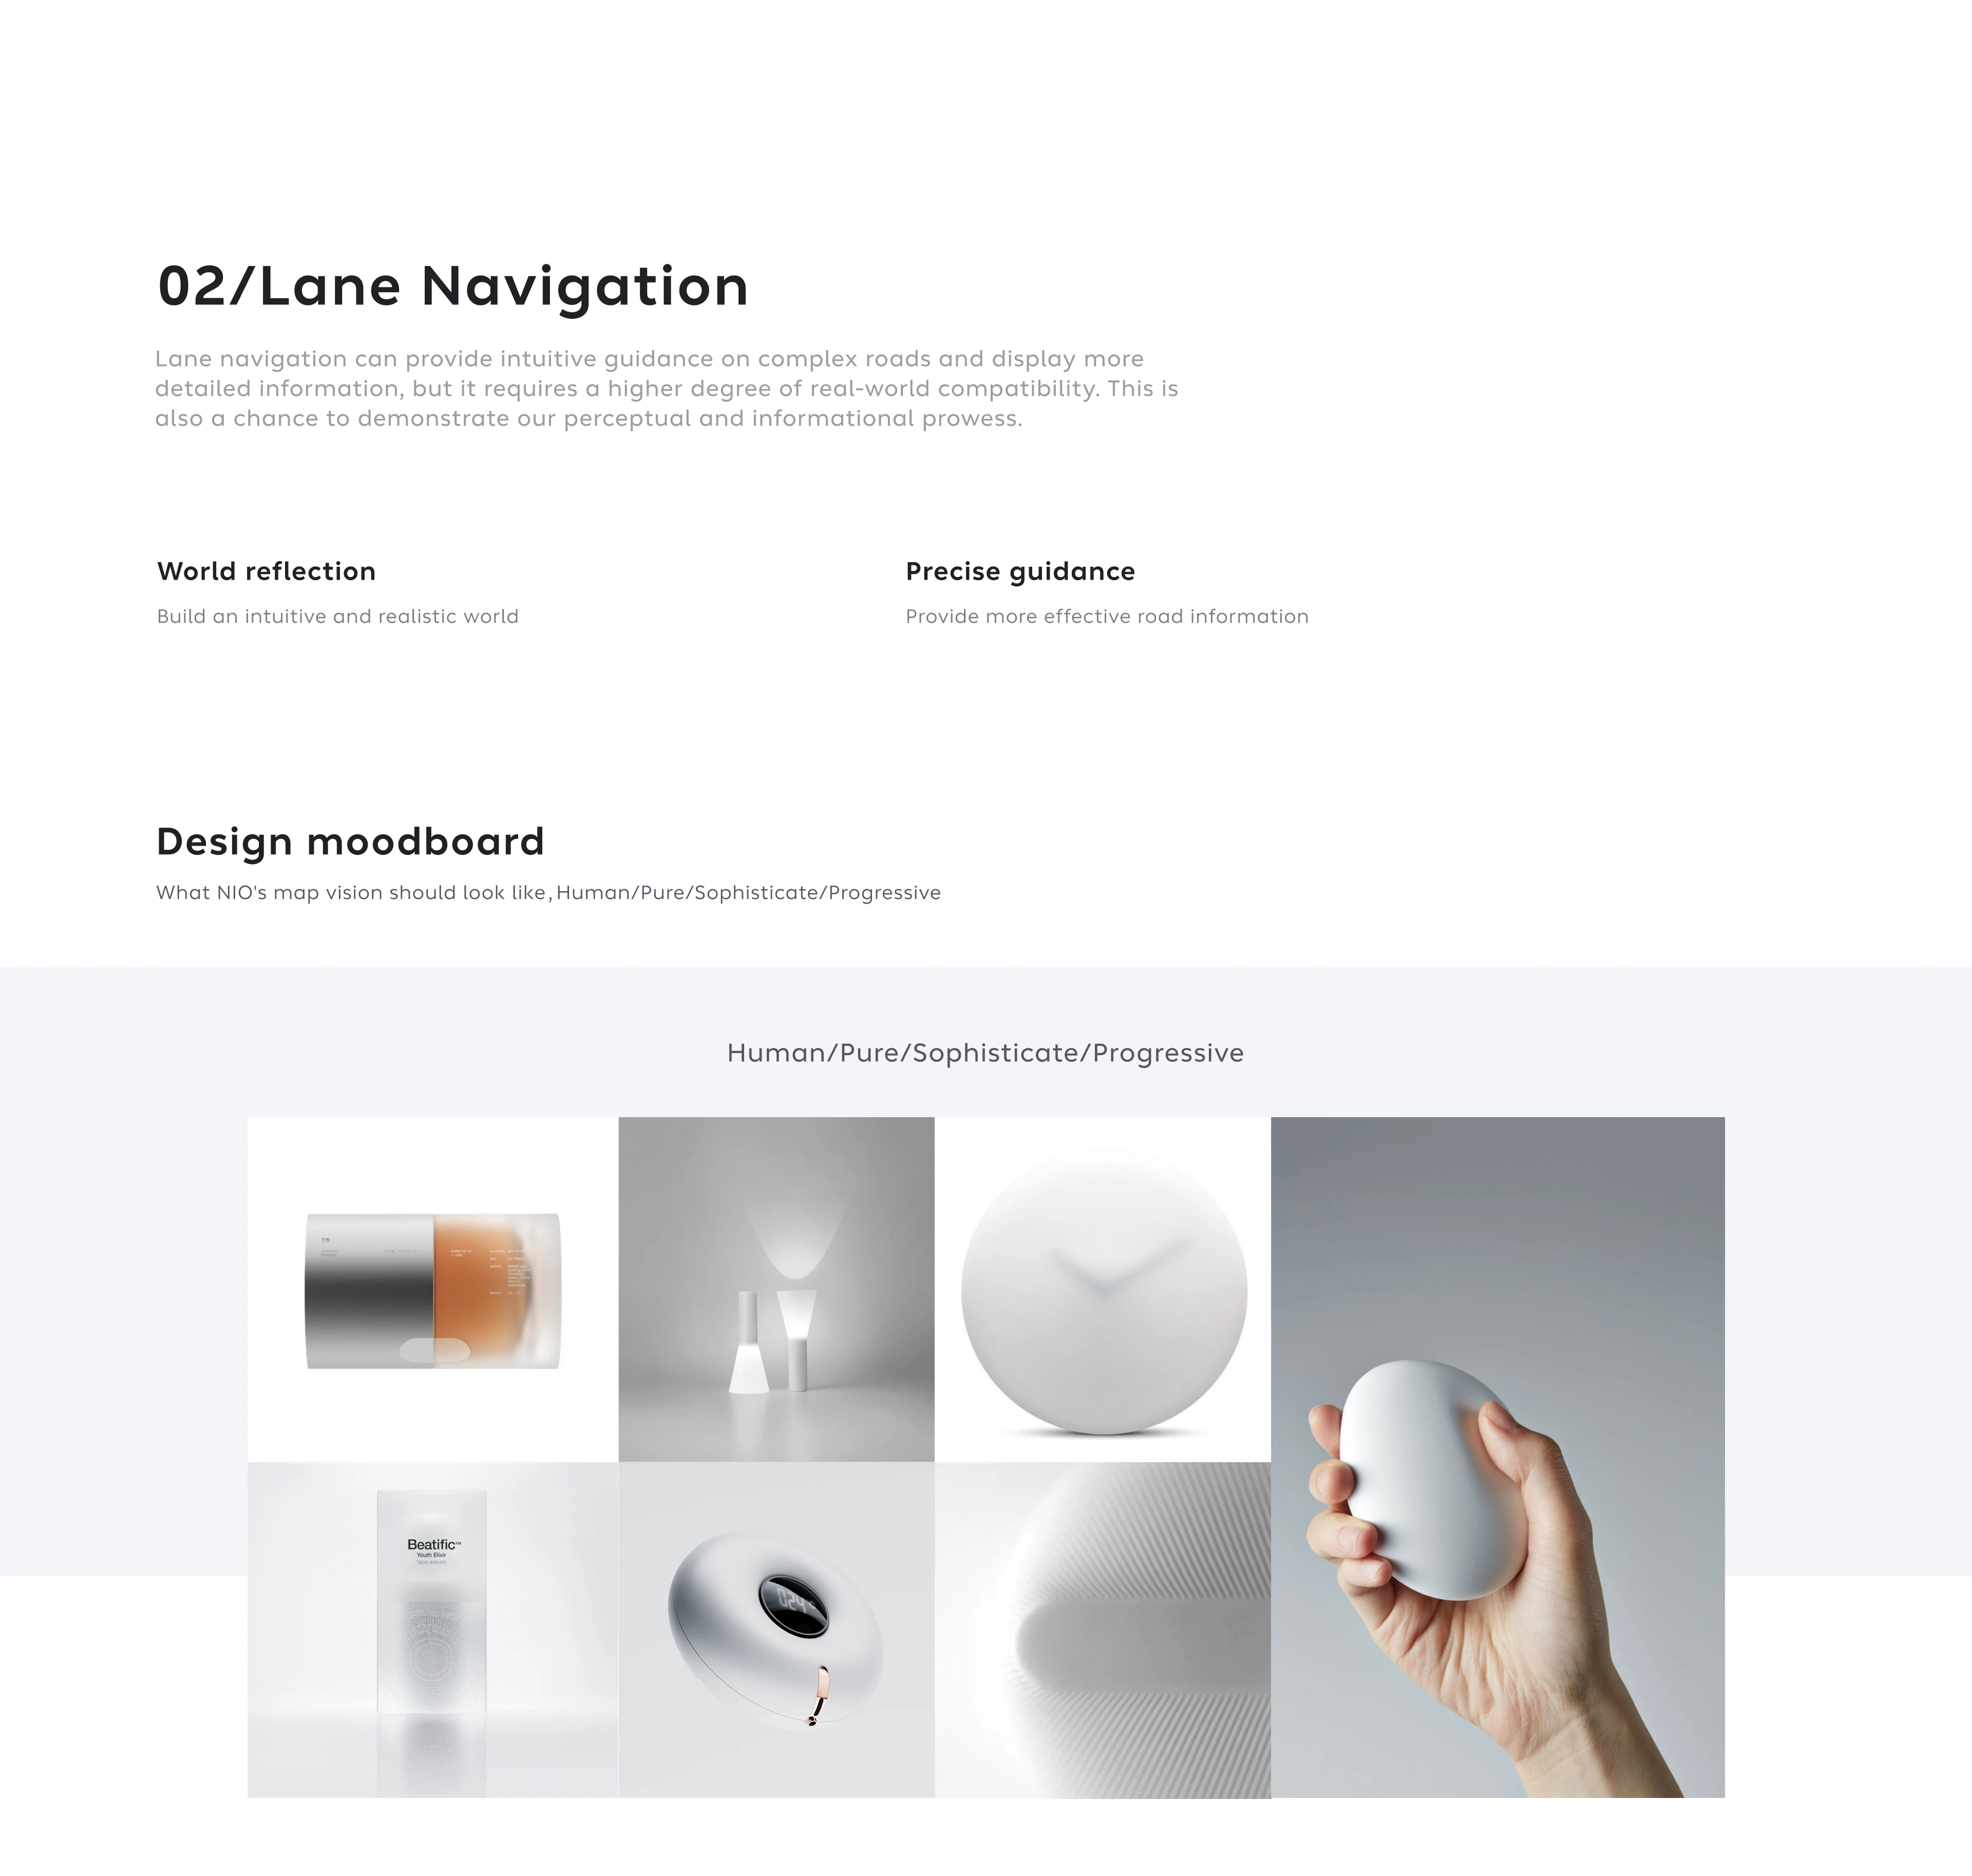 02/Lane Navigation
Lane navigation can provide intuitive guidance on complex roads and display more
detailed information, but it requires a higher degree of real-world compatibility. This is
also a chance to demonstrate our perceptual and informational prowess.
World reflection
Build an intuitive and realistic world
Precise guidance
Provide more effective road information
Design moodboard
What NIO's map vision should look like,Human/Pure/Sophisticate/Progressive
Human/Pure/Sophisticate/Progressive
Beatific™
Youth Elixir
face serum